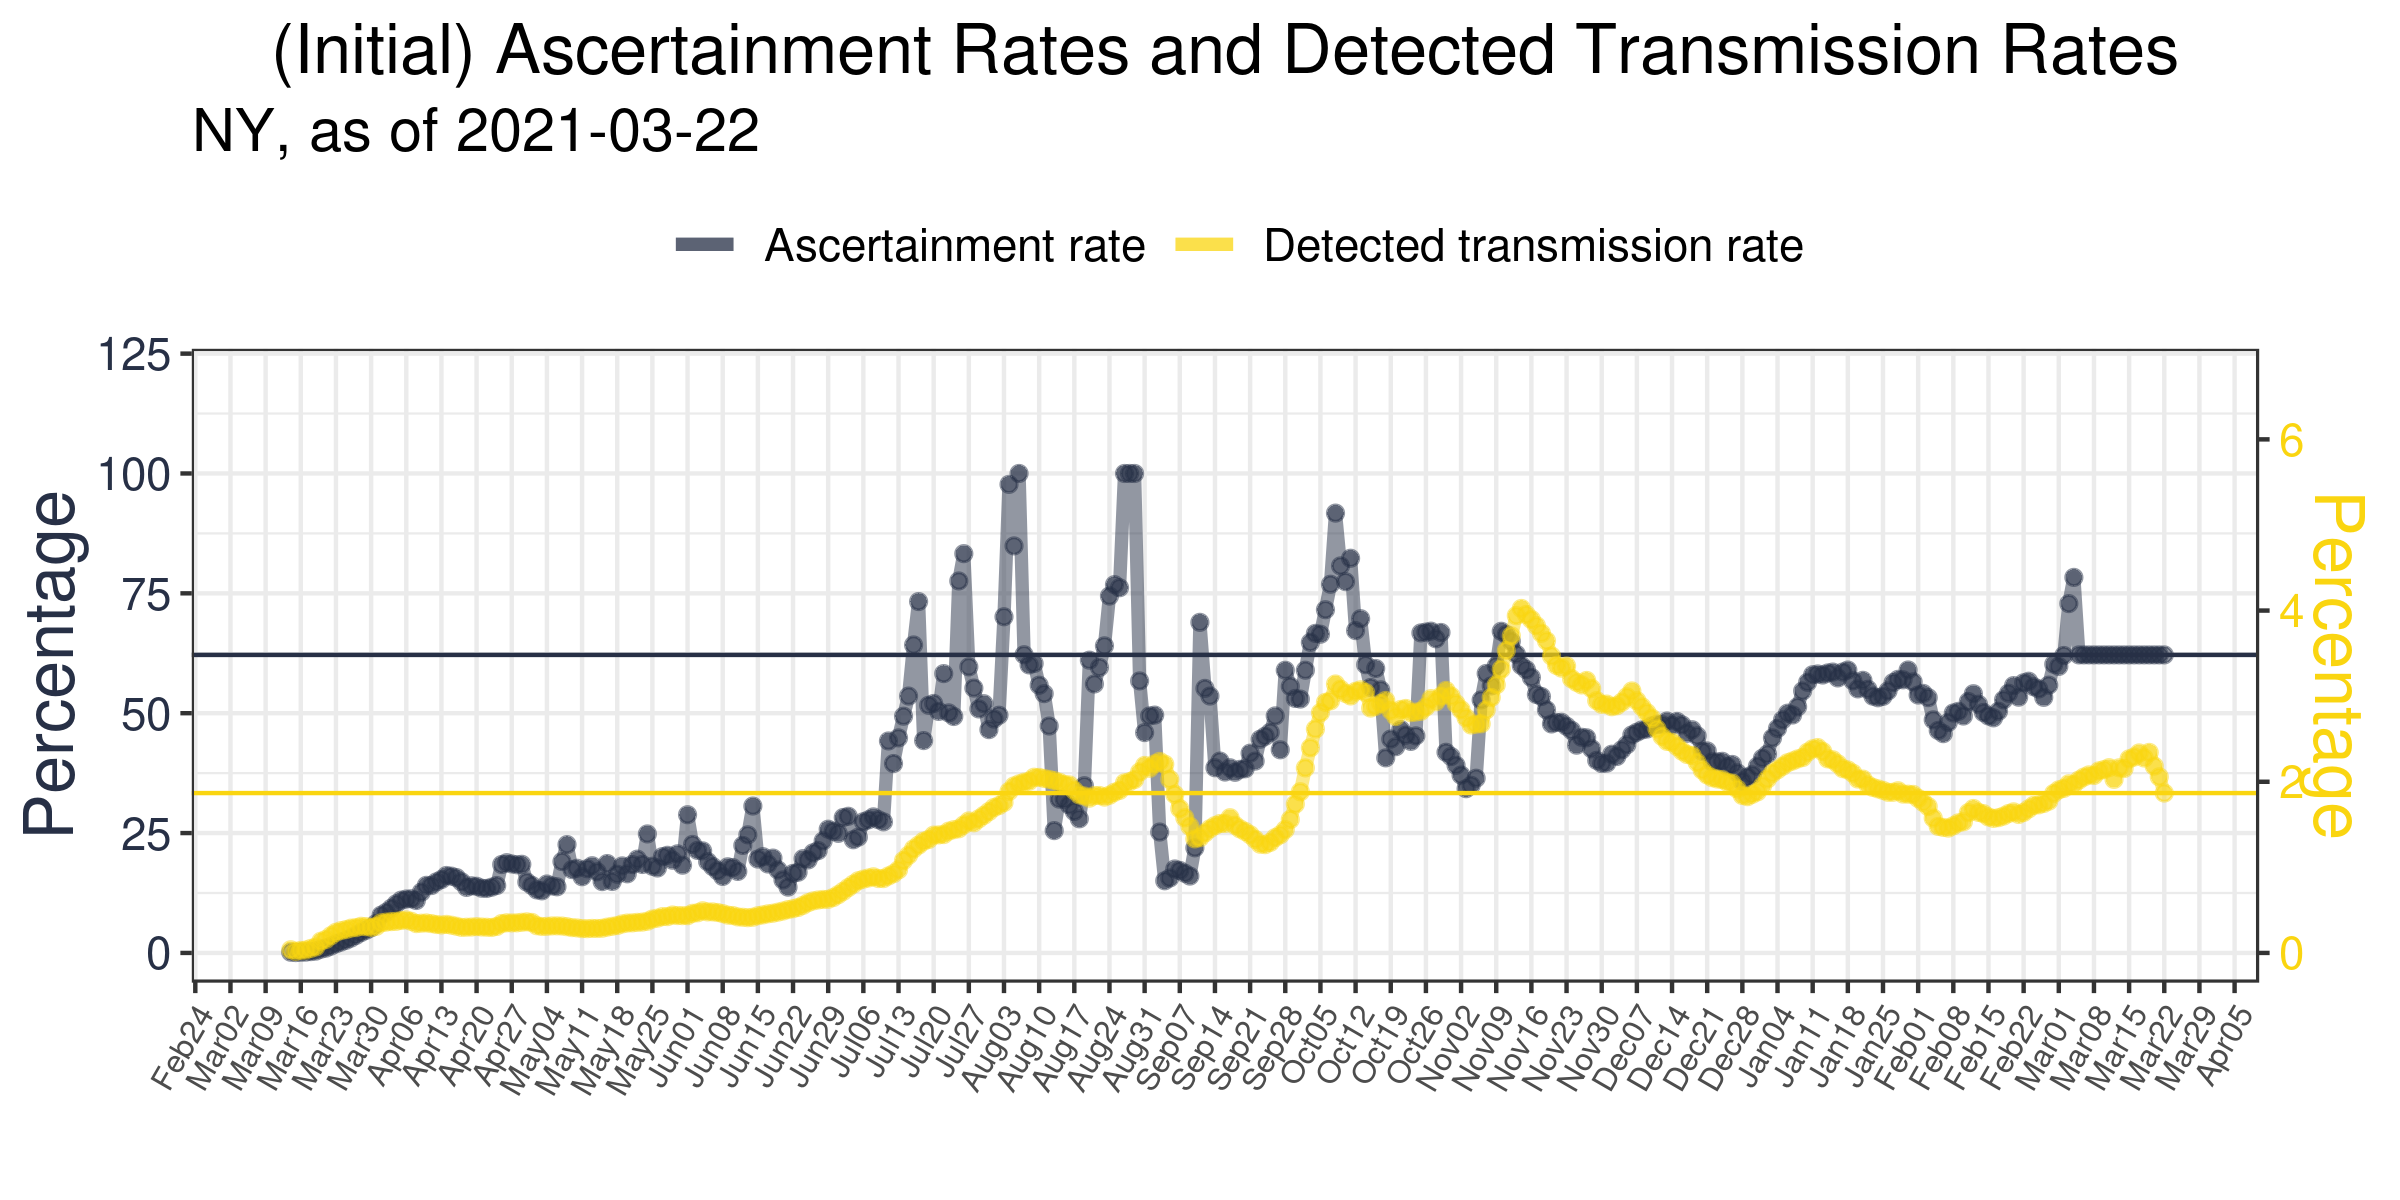 (Initial) Ascertainment Rates and Detected Transmission Rates
NY, as of 2021-03-22
Ascertainment rate
Detected transmission rate
Percentage
125
100
75
50
25
0
6
4
2
0
Percentage
Feb24
Mar02
Mar09
Mar16
Mar23
Mar30
Apr06
Apr13
Apr20
Apr27
May04
May11
May18
May25
Jun01
Jun08
Jun15
Jun22
Jun29
Jul06
Jul13
Jul20
Jul27
Aug03
Aug10
Aug17
Aug24
Aug31
Sep07
Sep14
Sep21
Sep28
Oct05
Oct12
Oct19
Oct26
Nov02
Nov09
Nov16
Nov23
Nov30
Dec07
Dec14
Dec21
Dec28
Jan04
Jan11
Jan18
Jan25
Feb01
Feb08
Feb15
Feb22
Mar01
Mar08
Mar15
Mar22
Mar29
Apr05